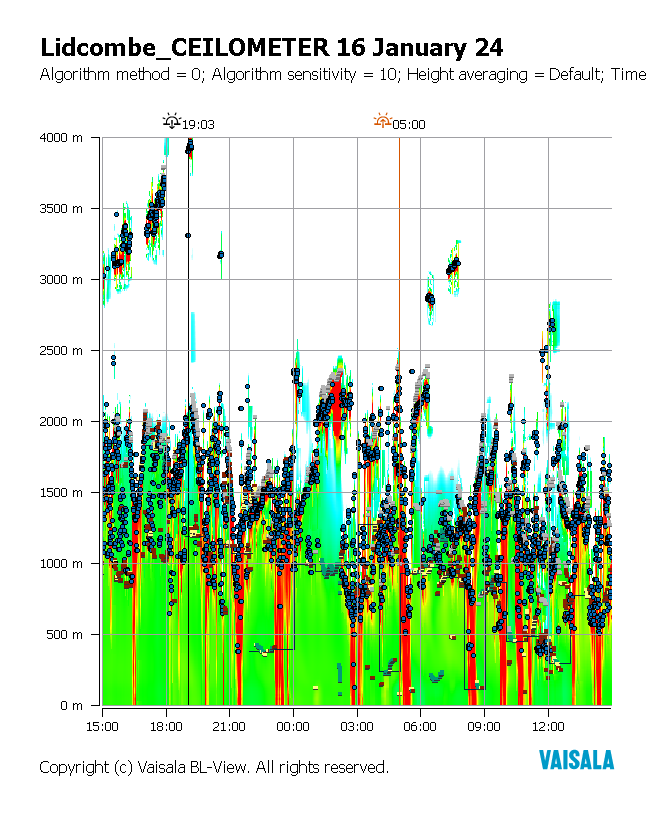 Lidcombe_CEILOMETER 16 January 24
Algorithm method = 0; Algorithm sensitivity = 10; Height averaging = Default; Time
19:03 05:00
4000 m
3500 m
3000 m
2500 m
2000 m
1500 m
1000 m
500 m
0 m
15:00 18:00 21:00 00:00 03:00 06:00 09:00 12:00
VAISALA
Copyright (c) Vaisala BL-View. All rights reserved.